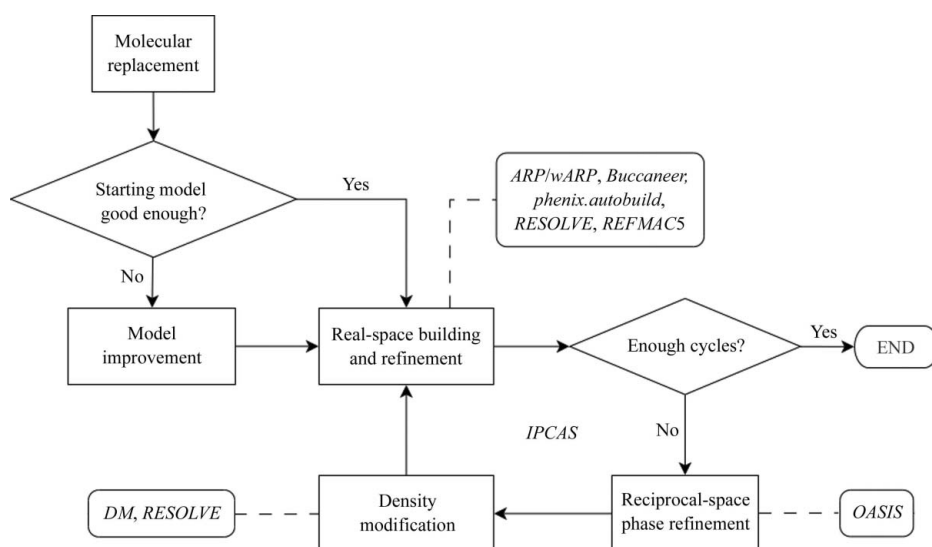 Molecular
replacement
Starting model
good enough?
Yes
No
ARP/wARP, Buccaneer,
phenix.autobuild,
RESOLVE, REFMAC5
Model
improvement
Real-space building
and refinement
Enough cycles?
Yes
END
IPCAS
No
DM, RESOLVE
Density
modification
Reciprocal-space
phase refinement
OASIS